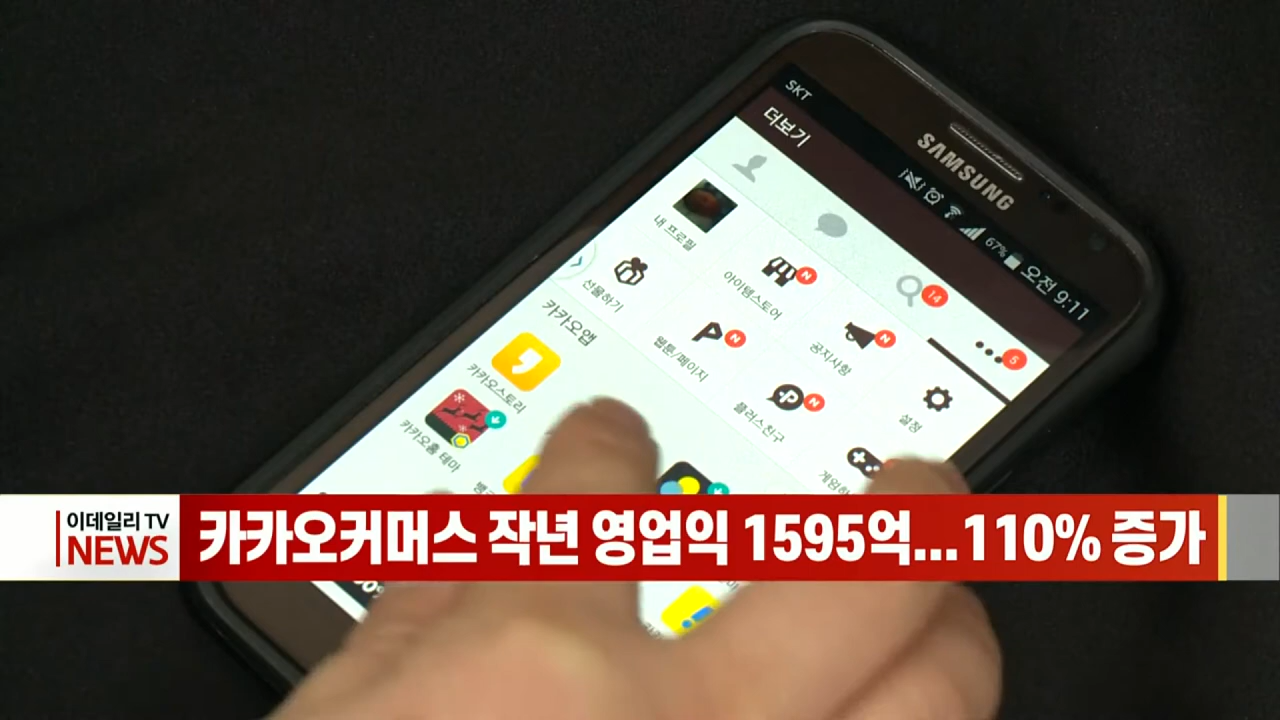 SKT
SAMSUNG
67% 오전 9:11
더보기
14
5
내 프로필
아이템스토어
N
공지사항
N
설정
선물하기
웹툰/페이지
N
플러스친구
N
게임하
카카오앱
카카오스토리
카카오홈 테마
이데일리 TV
NEWS
카카오커머스 작년 영업익 1595억...110% 증가